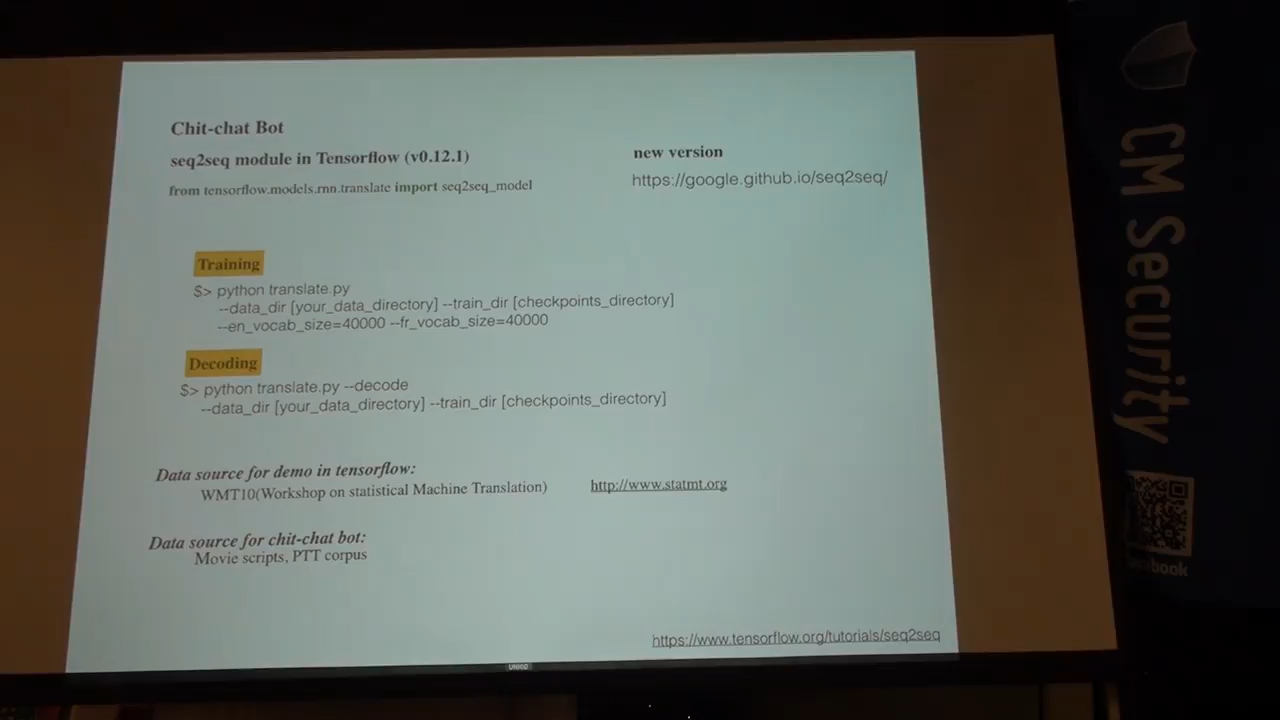 Chit-chat Bot
seq2seq module in Tensorflow (v0.12.1)
new version
from tensorflow.models.rnn.translate import seq2seq_model
https://google.github.io/seq2seq/
Training
$> python translate.py
--data_dir [your_data_directory] --train_dir [checkpoints_directory]
--en_vocab_size=40000 --fr_vocab_size=40000
Decoding
$> python translate.py --decode
--data_dir [your_data_directory] --train_dir [checkpoints_directory]
Data source for demo in tensorflow:
WMT10(Workshop on statistical Machine Translation)
http://www.statmt.org
Data source for chit-chat bot:
Movie scripts, PTT corpus
https://www.tensorflow.org/tutorials/seq2seq
CM Security